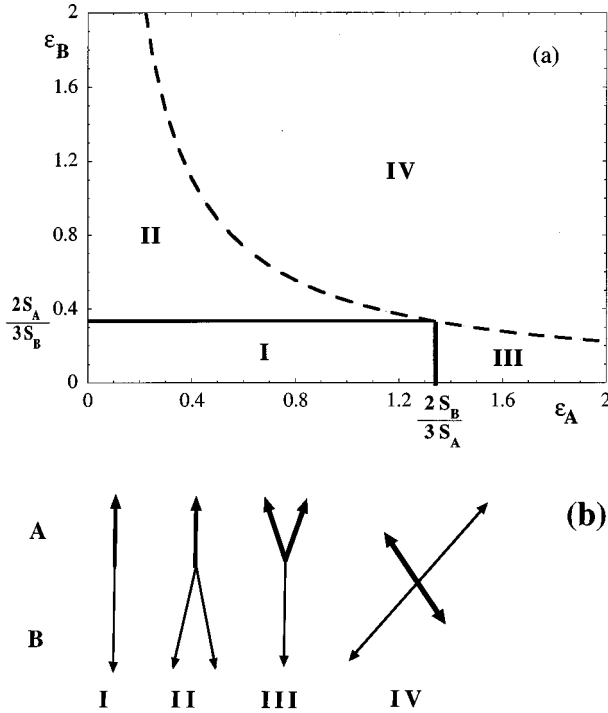 2
ε_B
(a)
1.6
IV
1.2
II
0.8
2S_A
3S_B
0.4
I
III
0
0
0.4
0.8
1.2
1.6
2
2S_B
3S_A
ε_A
A
(b)
B
I II III IV